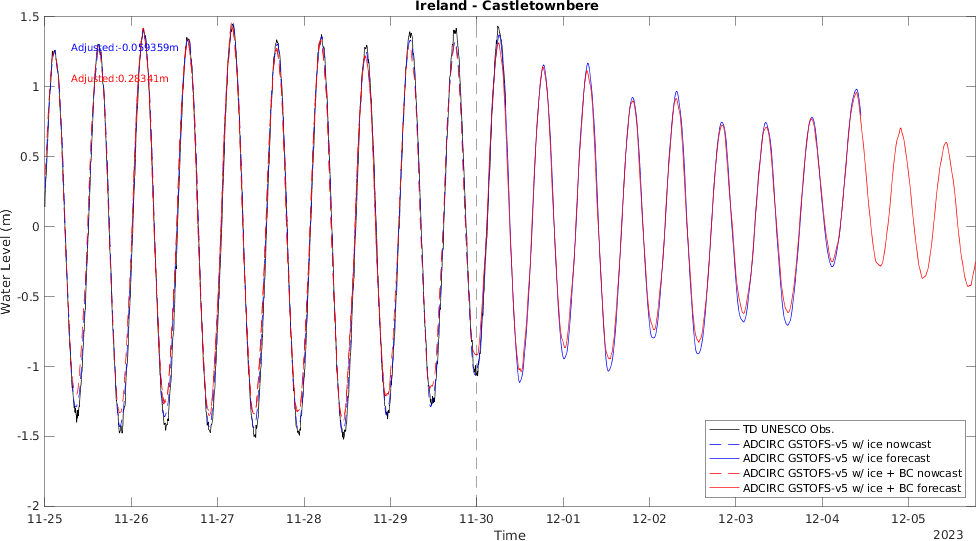 Ireland - Castletownbere
Adjusted:-0.059359m
Adjusted:0.28341m
Water Level (m)
1.5
1
0.5
0
-0.5
-1
-1.5
-2
TD UNESCO Obs.
ADCIRC GSTOFS-v5 w/ ice nowcast
ADCIRC GSTOFS-v5 w/ ice forecast
ADCIRC GSTOFS-v5 w/ ice + BC nowcast
ADCIRC GSTOFS-v5 w/ ice + BC forecast
11-25 11-26 11-27 11-28 11-29 11-30 12-01 12-02 12-03 12-04 12-05
Time
2023